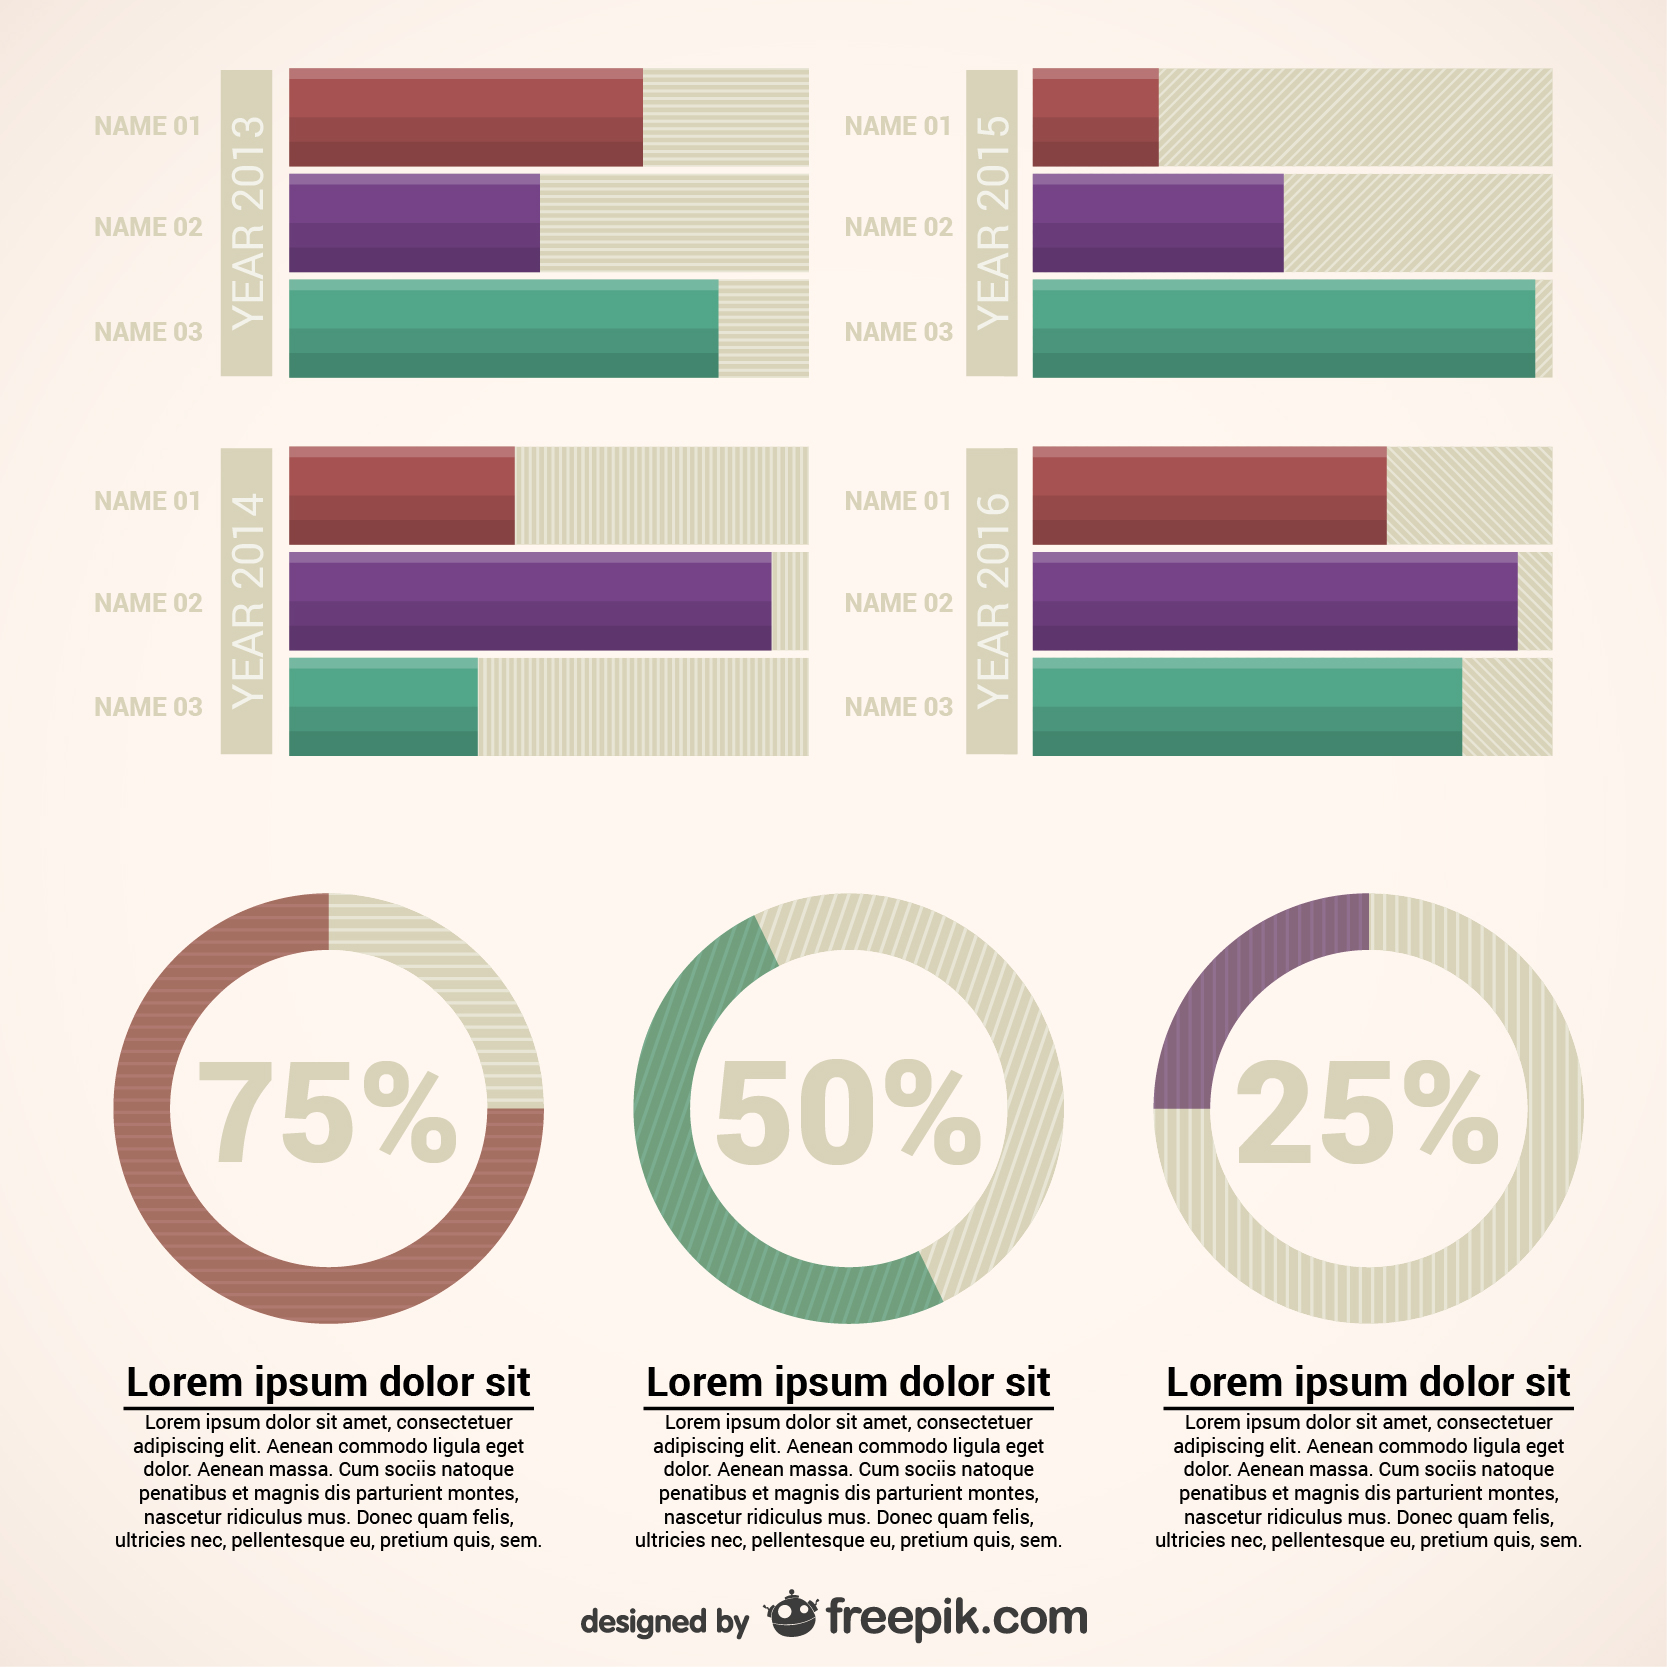 NAME 01
NAME 02
NAME 03
YEAR 2013
NAME 01
NAME 02
NAME 03
YEAR 2015
NAME 01
NAME 02
NAME 03
YEAR 2014
NAME 01
NAME 02
NAME 03
YEAR 2016
75%
50%
25%
Lorem ipsum dolor sit
Lorem ipsum dolor sit amet, consectetuer
adipiscing elit. Aenean commodo ligula eget
dolor. Aenean massa. Cum sociis natoque
penatibus et magnis dis parturient montes,
nascetur ridiculus mus. Donec quam felis,
ultricies nec, pellentesque eu, pretium quis, sem.
Lorem ipsum dolor sit
Lorem ipsum dolor sit amet, consectetuer
adipiscing elit. Aenean commodo ligula eget
dolor. Aenean massa. Cum sociis natoque
penatibus et magnis dis parturient montes,
nascetur ridiculus mus. Donec quam felis,
ultricies nec, pellentesque eu, pretium quis, sem.
Lorem ipsum dolor sit
Lorem ipsum dolor sit amet, consectetuer
adipiscing elit. Aenean commodo ligula eget
dolor. Aenean massa. Cum sociis natoque
penatibus et magnis dis parturient montes,
nascetur ridiculus mus. Donec quam felis,
ultricies nec, pellentesque eu, pretium quis, sem.
designed by freepik.com